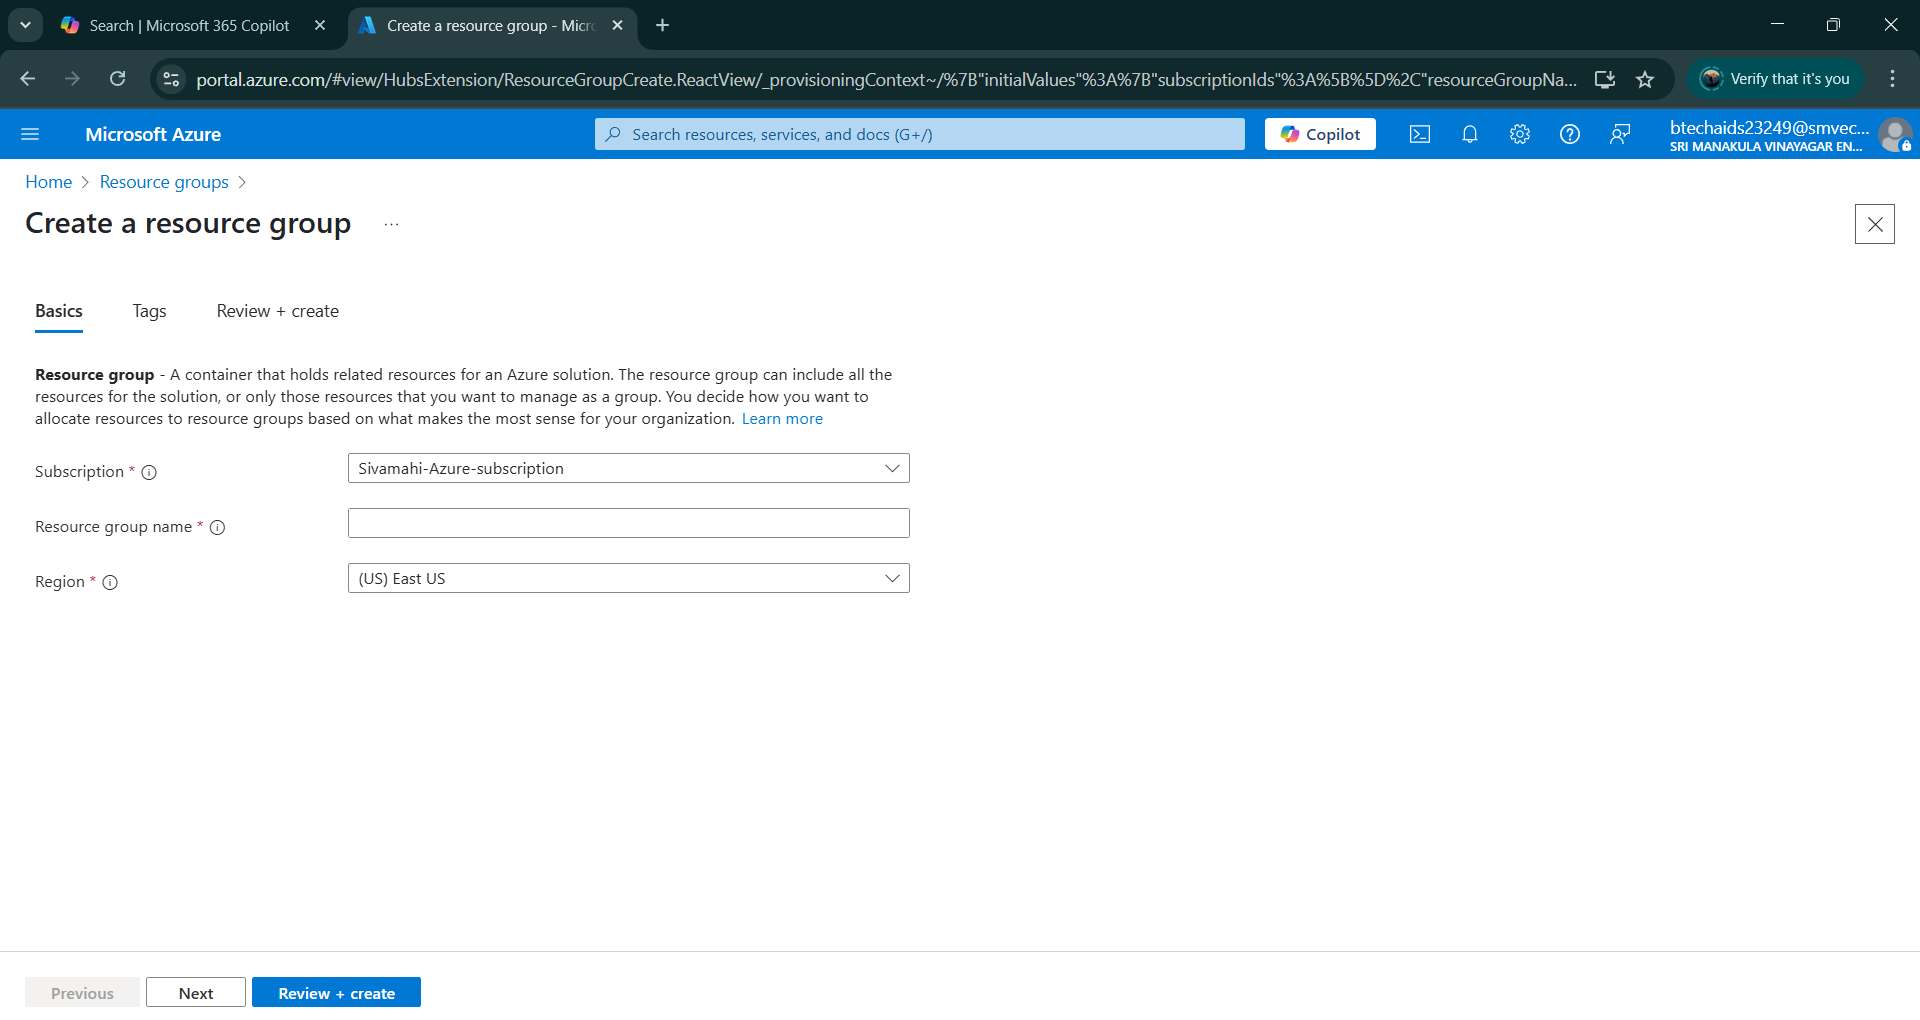 Search | Microsoft 365 Copilot
Create a resource group - Micro
portal.azure.com/#view/HubsExtension/ResourceGroupCreate.ReactView/_provisioningContext~/%7B"initialValues"%3A%7B"subscriptionIds"%3A%5B%5D%2C"resourceGroupNa...
Verify that it's you
Microsoft Azure
Search resources, services, and docs (G+/)
Copilot
btechaids23249@smvec...
SRI MANAKULA VINAYAGAR EN...
Home > Resource groups >
Create a resource group ...
Basics Tags Review + create
Resource group - A container that holds related resources for an Azure solution. The resource group can include all the
resources for the solution, or only those resources that you want to manage as a group. You decide how you want to
allocate resources to resource groups based on what makes the most sense for your organization. Learn more
Subscription *
Sivamahi-Azure-subscription
Resource group name *
Region *
(US) East US
Previous
Next
Review + create